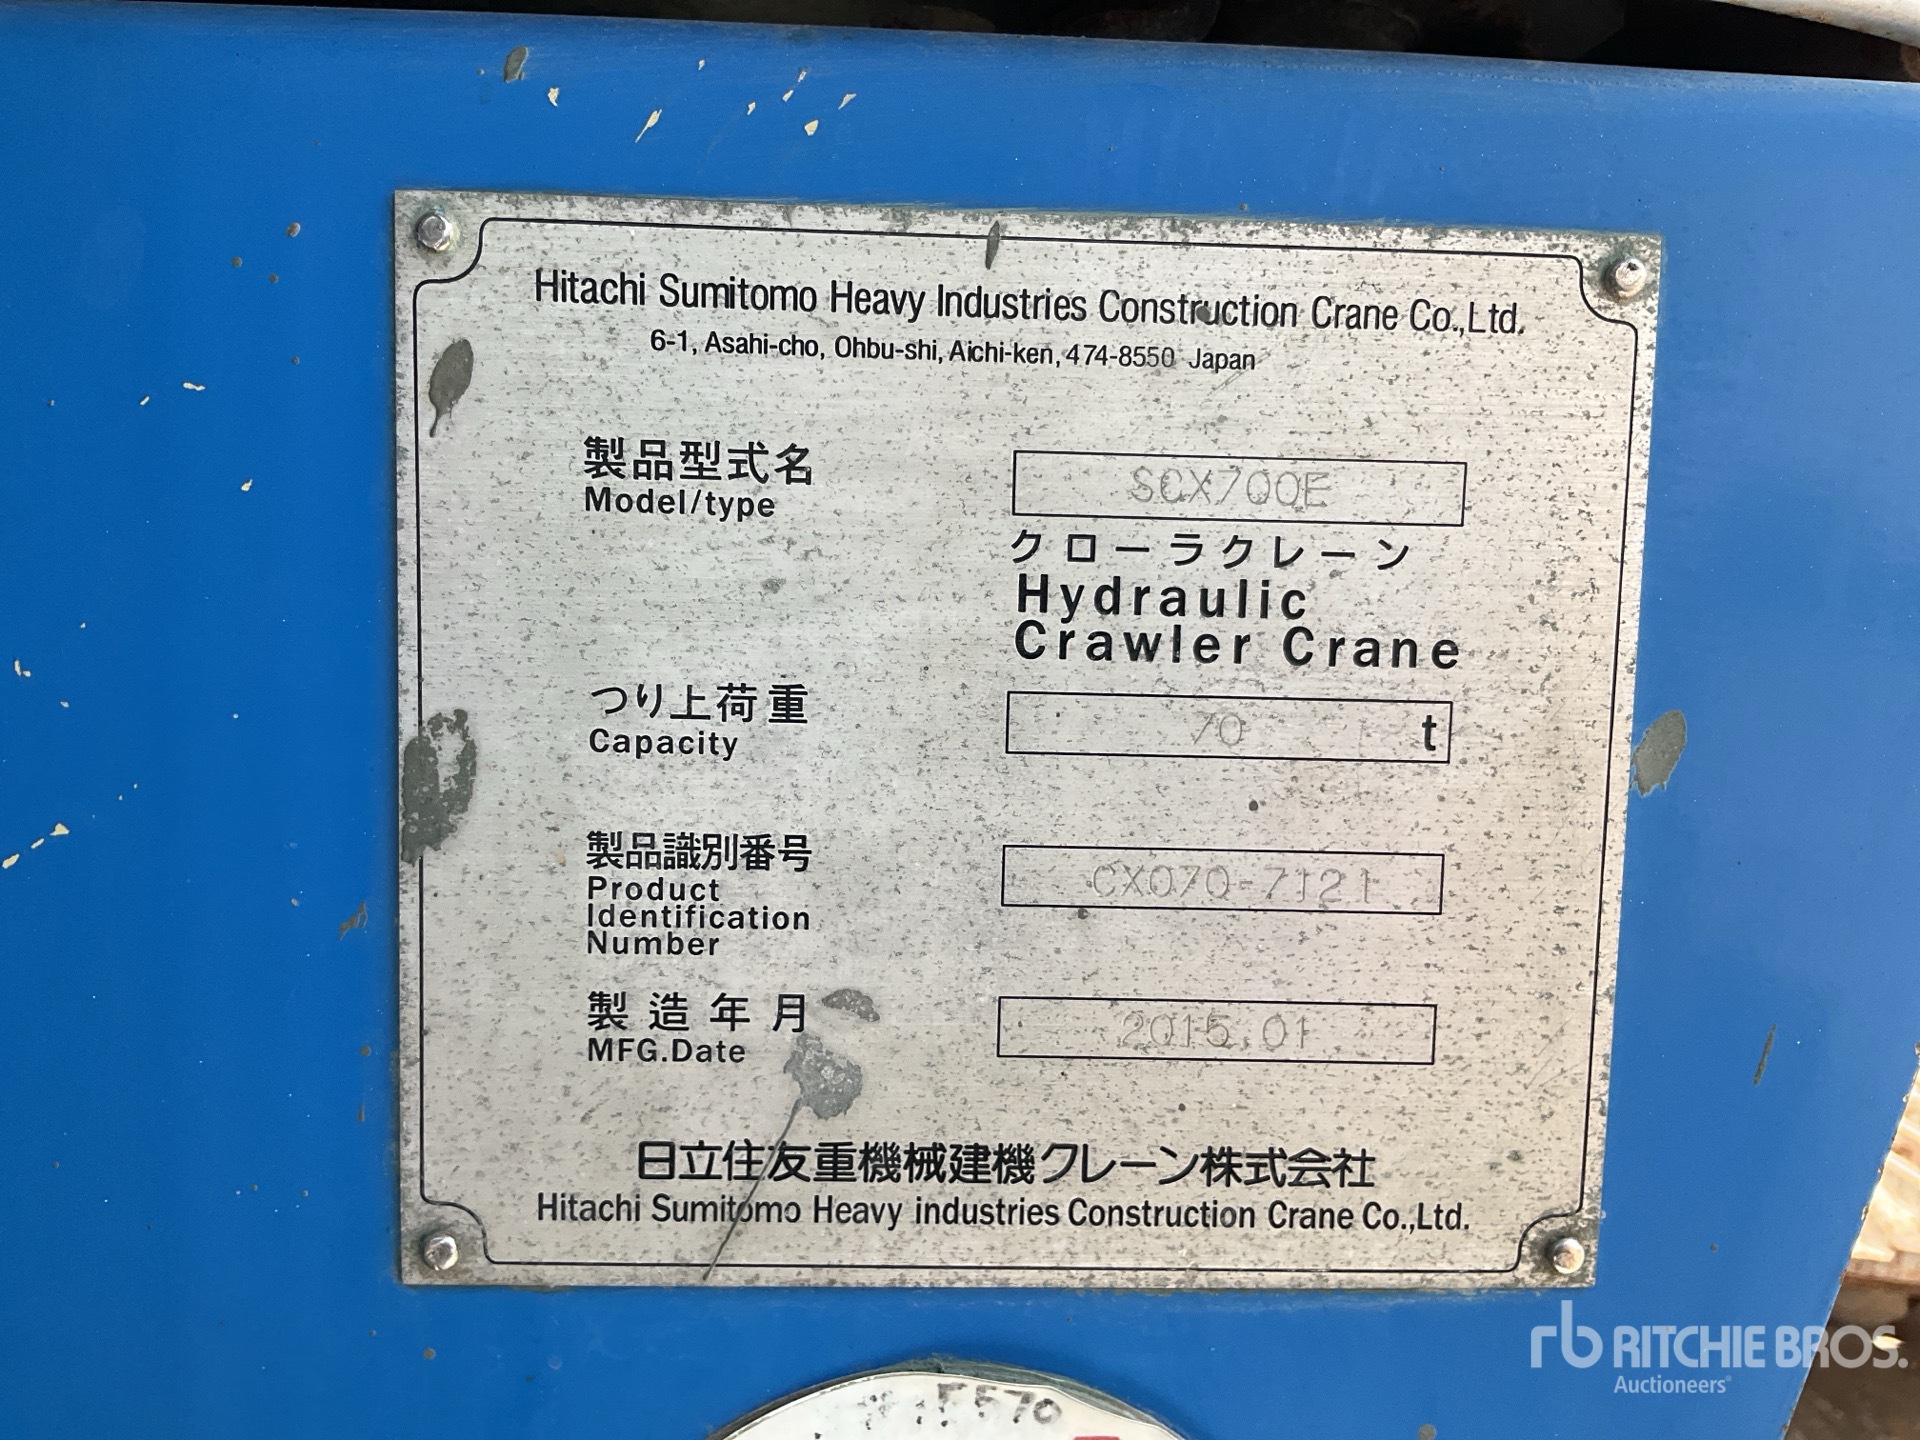 Hitachi Sumitomo Heavy Industries Construction Crane Co.,Ltd.
6-1, Asahi-cho, Ohbu-shi, Aichi-ken, 474-8550 Japan
製品型式名
Model/type
SCX700E
クローラクレーン
Hydraulic
Crawler Crane
つり上荷重
Capacity
70 t
製品識別番号
Product
Identification
Number
CX070-7121
製造年月
MFG.Date
2015.01
日立住友重機械建機クレーン株式会社
Hitachi Sumitomo Heavy industries Construction Crane Co.,Ltd.
rb RITCHIE BROS.
Auctioneers